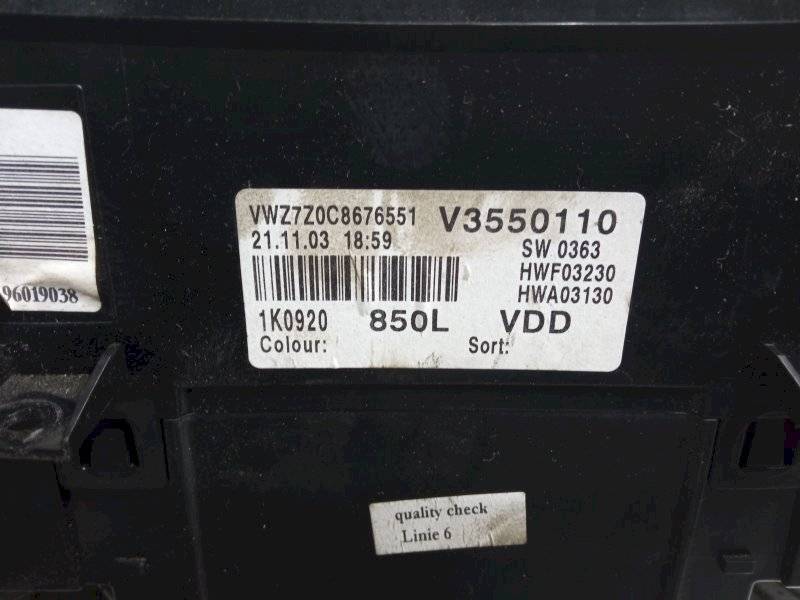 VWZ7Z0C8676551 V3550110
21.11.03 18:59 SW 0363
HWF03230
HWA03130
1K0920 850L VDD
Colour: Sort:
96019038
quality check
Linie 6